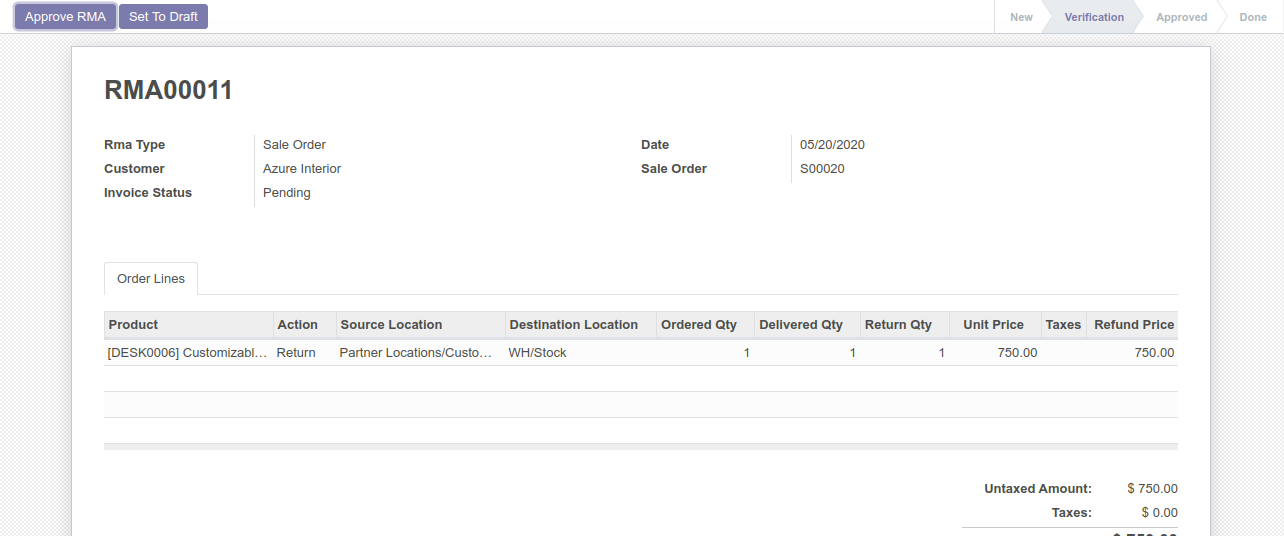 Approve RMA Set To Draft New Verification Approved Done
RMA00011
Rma Type Sale Order Date 05/20/2020
Customer Azure Interior Sale Order S00020
Invoice Status Pending
Order Lines
Product Action Source Location Destination Location Ordered Qty Delivered Qty Return Qty Unit Price Taxes Refund Price
[DESK0006] Customizabl... Return Partner Locations/Custo... WH/Stock 1 1 1 750.00 750.00
Untaxed Amount: $ 750.00
Taxes: $ 0.00